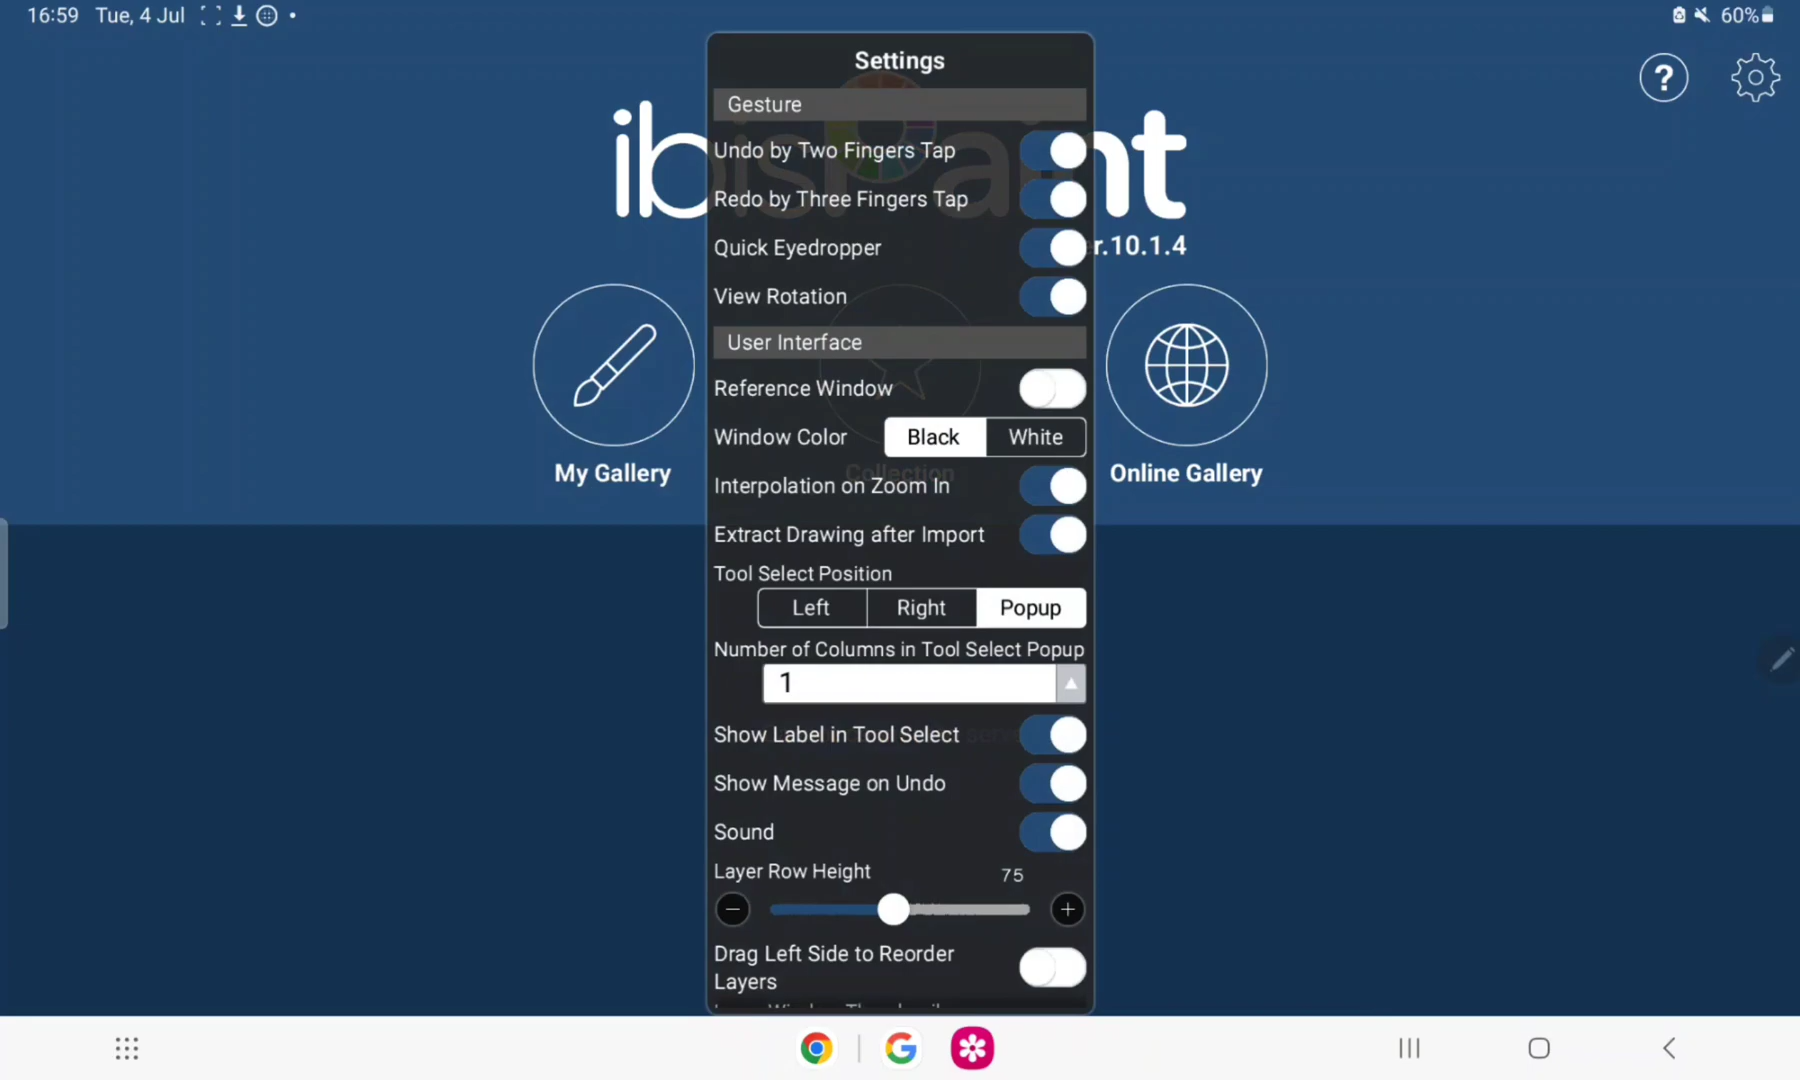 16:59 Tue, 4 Jul
60%
Settings
Gesture
ibisPaint
Undo by Two Fingers Tap
Redo by Three Fingers Tap
Quick Eyedropper
r.10.1.4
View Rotation
User Interface
Reference Window
Window Color Black White
My Gallery
Collection
Online Gallery
Interpolation on Zoom In
Extract Drawing after Import
Tool Select Position
Left Right Popup
Number of Columns in Tool Select Popup
1
Show Label in Tool Select
Show Message on Undo
Sound
Layer Row Height 75
Drag Left Side to Reorder
Layers